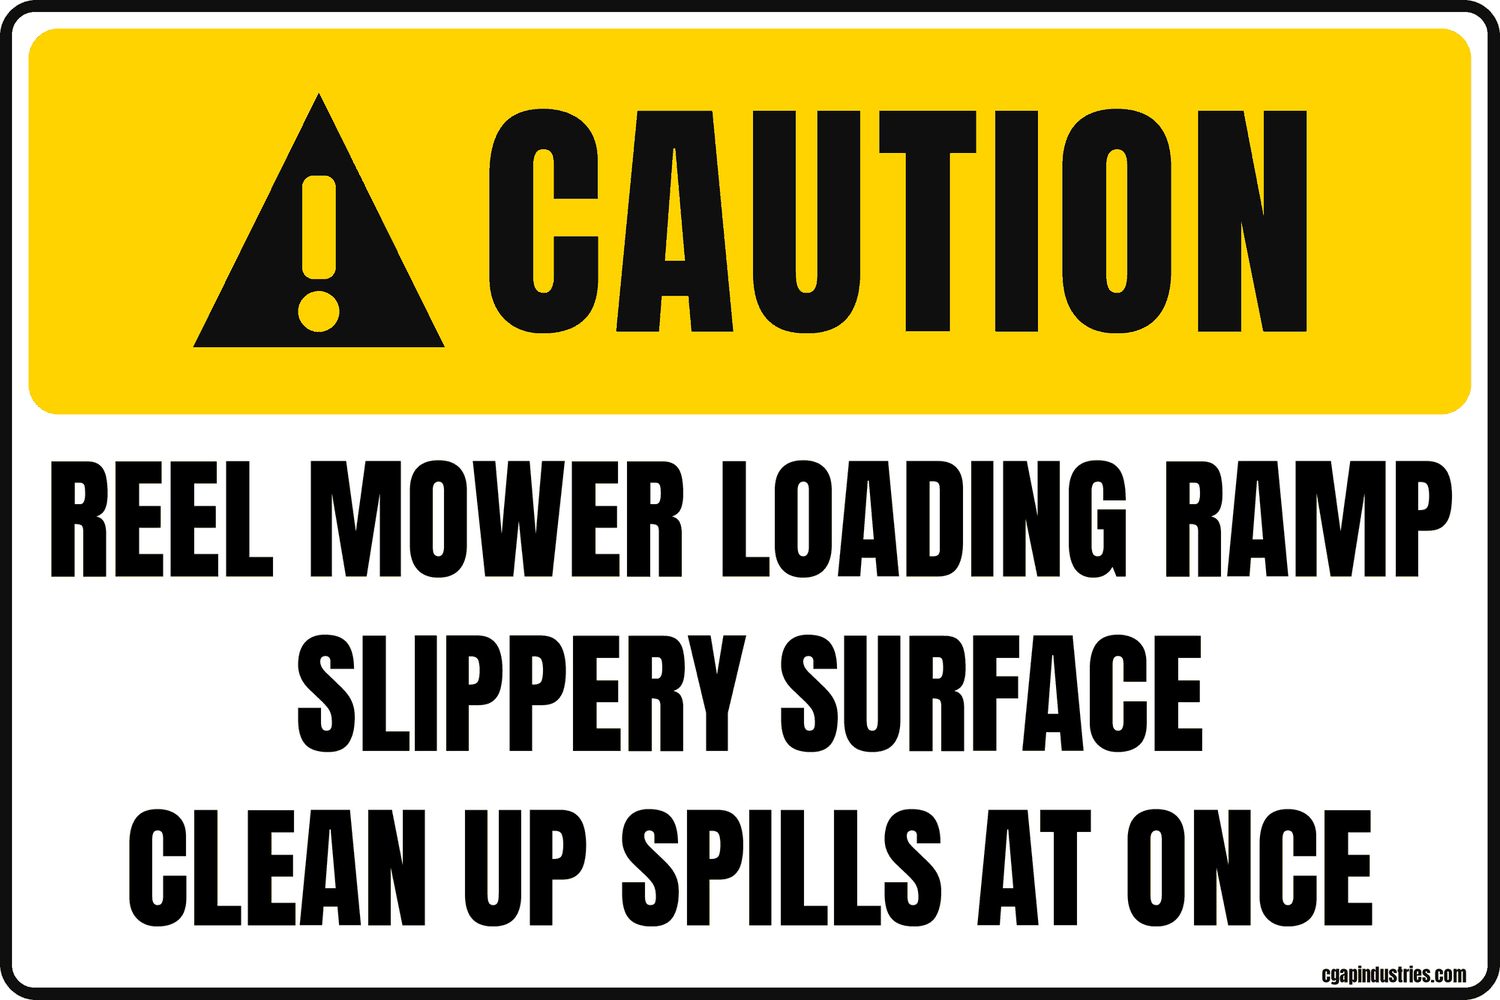 CAUTION
REEL MOWER LOADING RAMP
SLIPPERY SURFACE
CLEAN UP SPILLS AT ONCE
cgapindustries.com